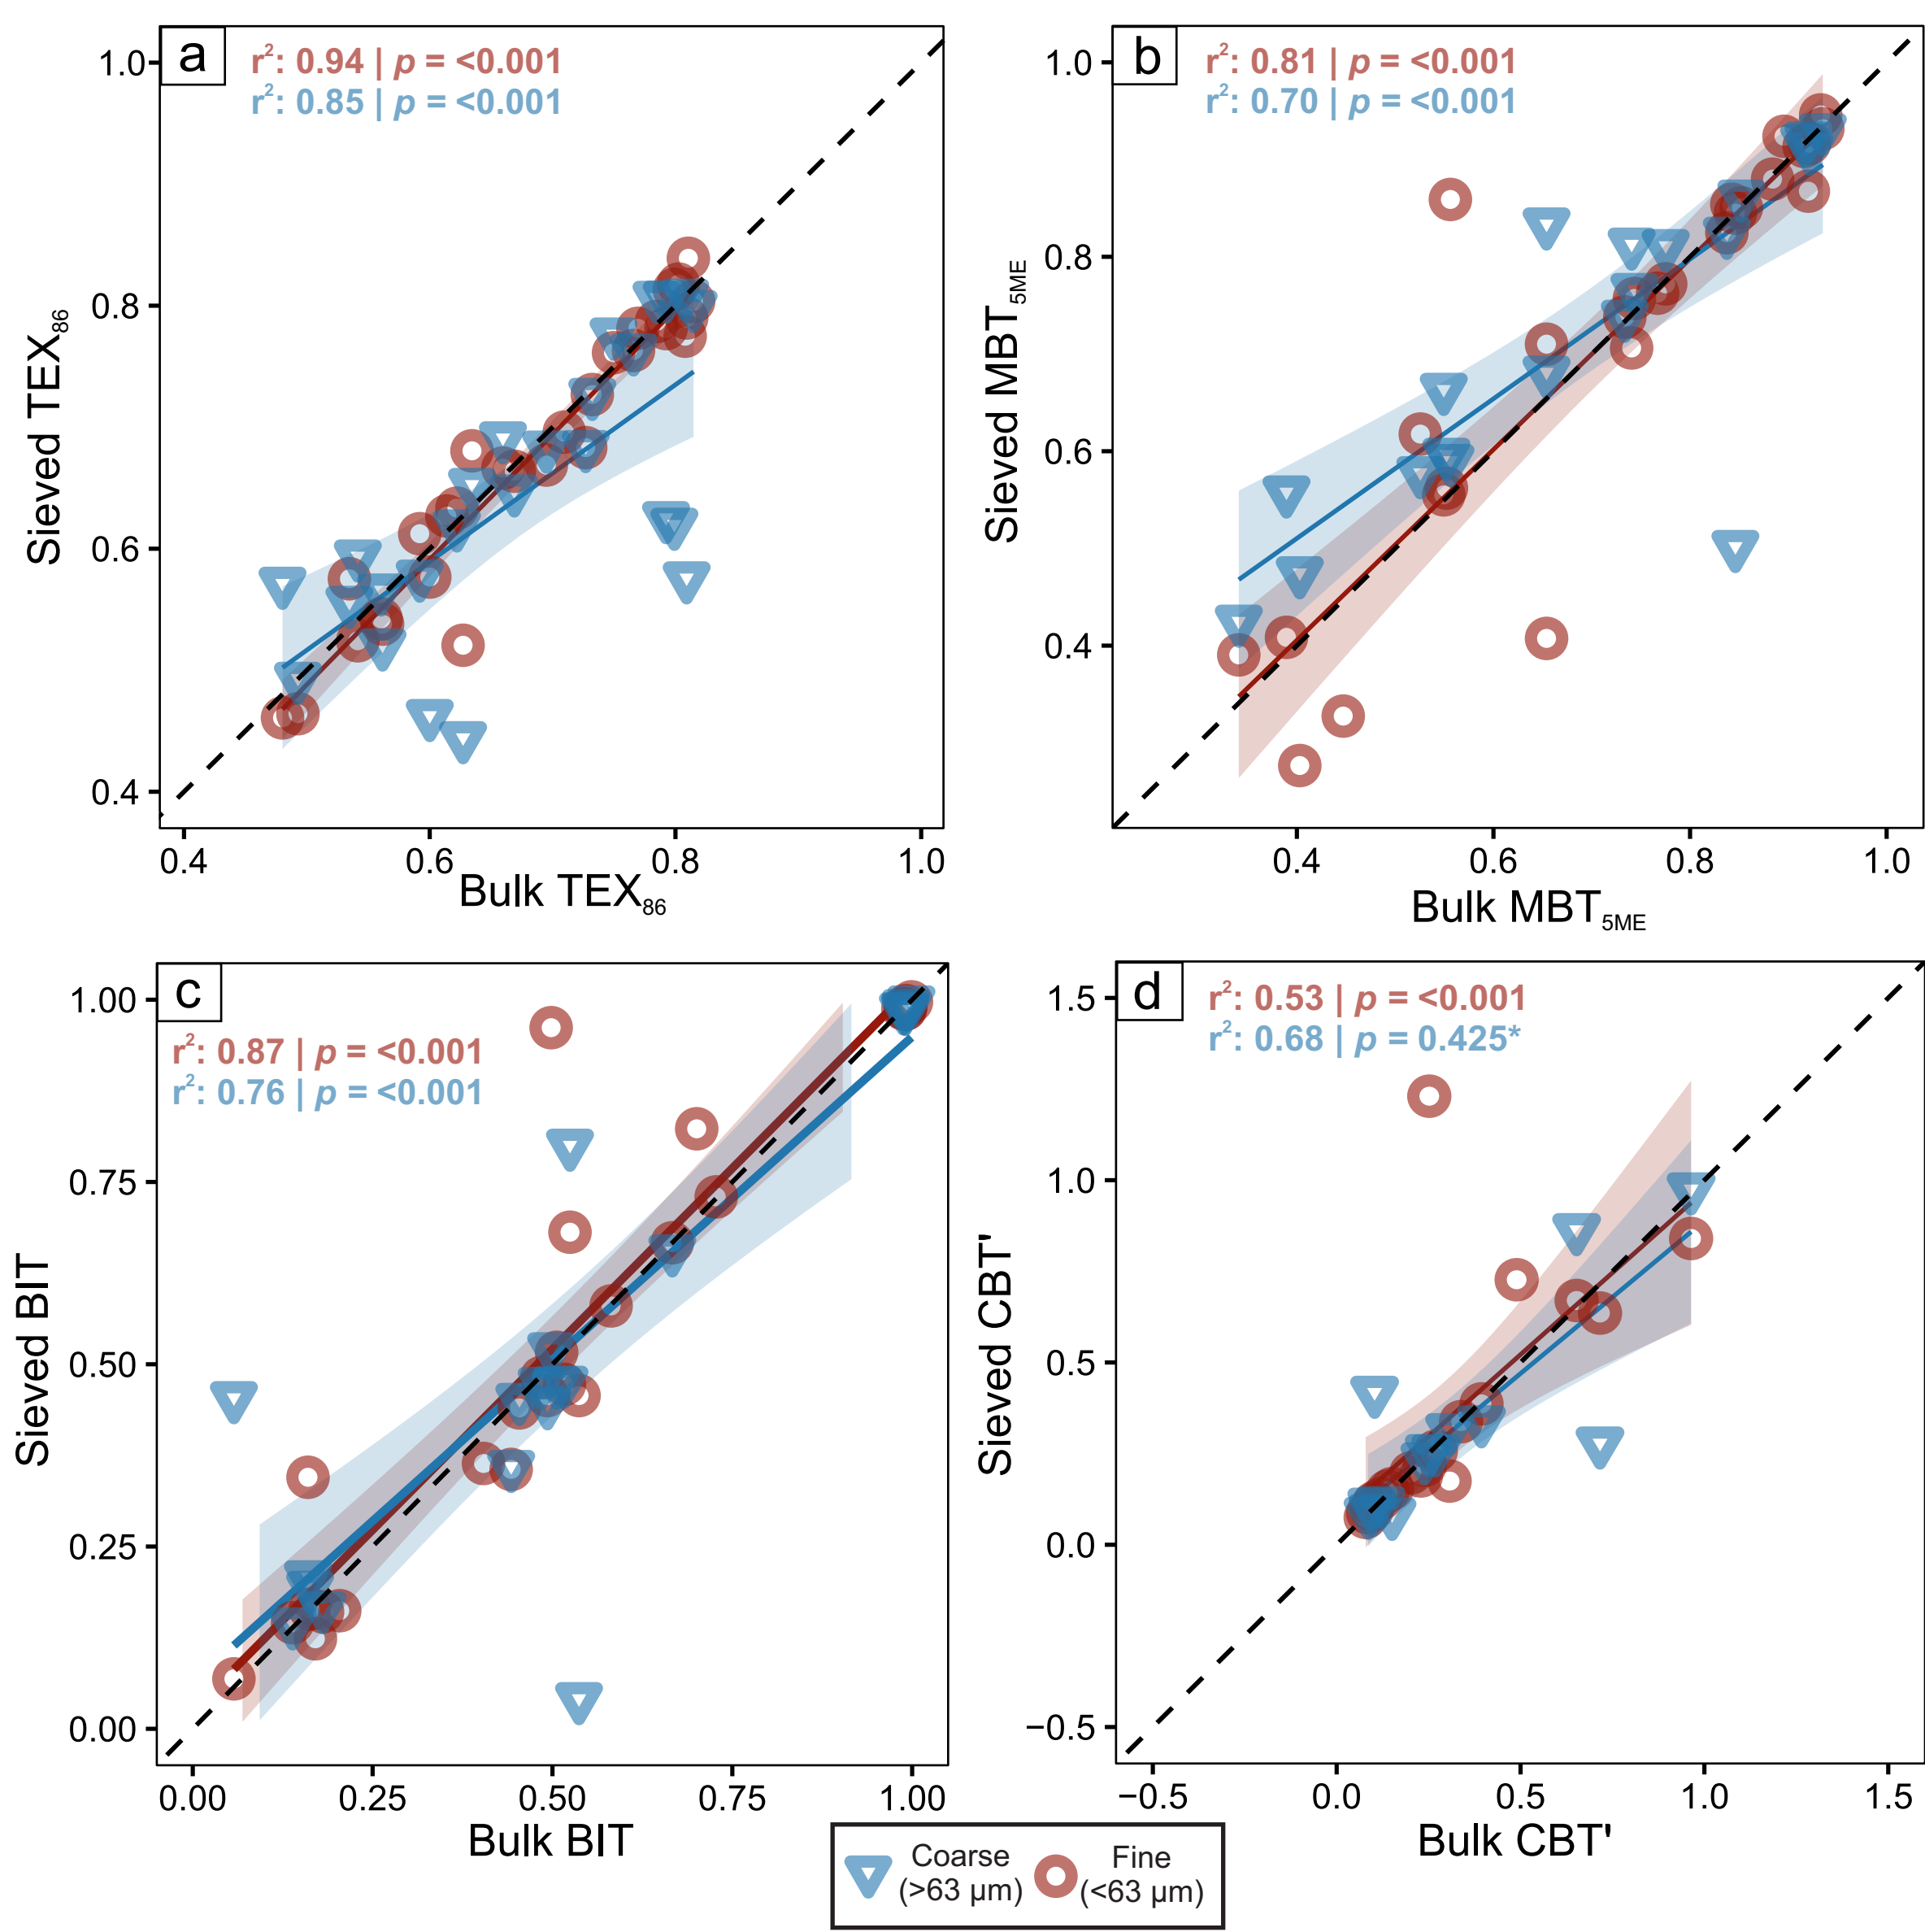 a
r²: 0.94 | p = <0.001
r²: 0.85 | p = <0.001
1.0
0.8
0.6
0.4
Sieved TEX₈₆
0.4 0.6 0.8 1.0
Bulk TEX₈₆
b
r²: 0.81 | p = <0.001
r²: 0.70 | p = <0.001
1.0
0.8
0.6
0.4
Sieved MBT5ME
0.4 0.6 0.8 1.0
Bulk MBT5ME
c
r²: 0.87 | p = <0.001
r²: 0.76 | p = <0.001
1.00
0.75
0.50
0.25
0.00
Sieved BIT
0.00 0.25 0.50 0.75 1.00
Bulk BIT
d
r²: 0.53 | p = <0.001
r²: 0.68 | p = 0.425*
1.5
1.0
0.5
0.0
−0.5
Sieved CBT'
−0.5 0.0 0.5 1.0 1.5
Bulk CBT'
Coarse
(>63 µm)
Fine
(<63 µm)